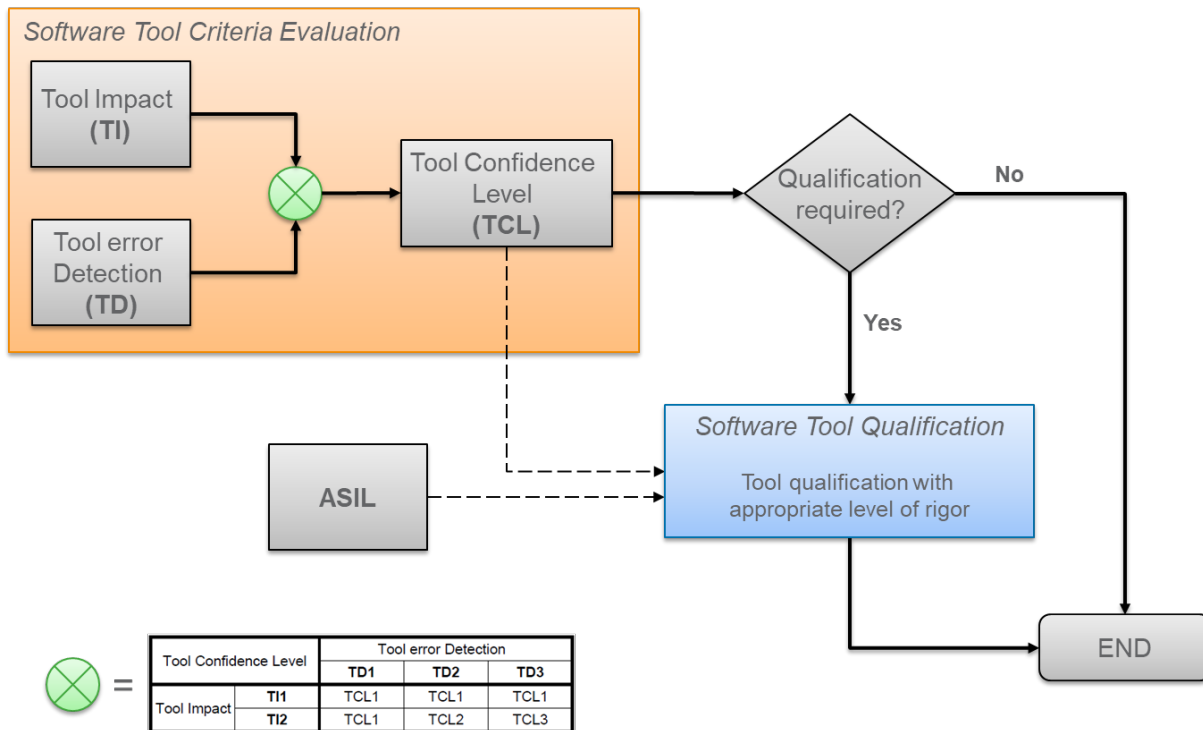 Software Tool Criteria Evaluation
Tool Impact
(TI)
Tool error
Detection
(TD)
Tool Confidence
Level
(TCL)
Qualification
required?
No
Yes
Software Tool Qualification
Tool qualification with
appropriate level of rigor
ASIL
END
=
Tool Confidence Level
Tool error Detection
TD1 TD2 TD3
Tool Impact
TI1 TCL1 TCL1 TCL1
TI2 TCL1 TCL2 TCL3